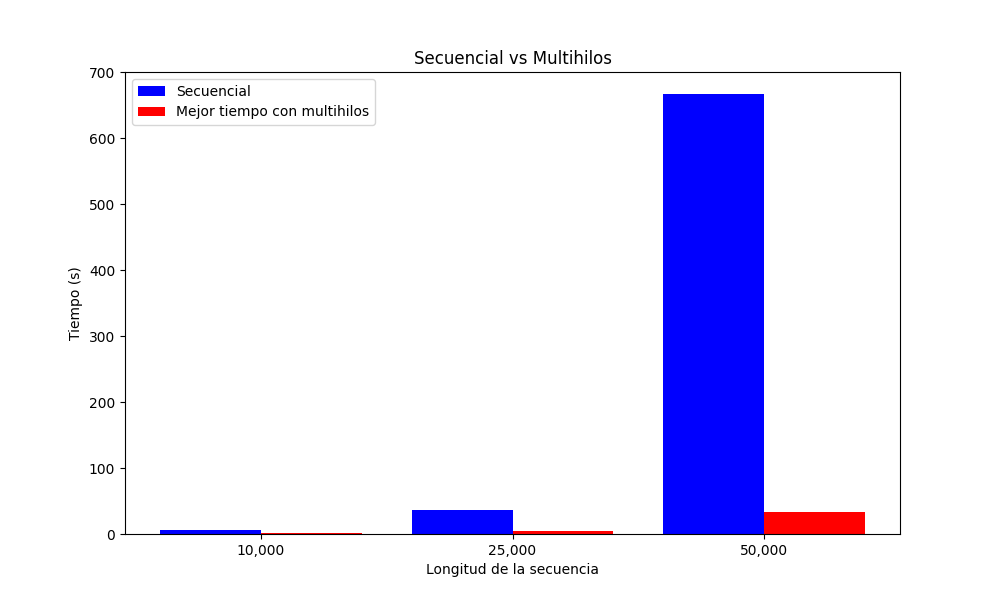 Secuencial vs Multihilos
Secuencial
Mejor tiempo con multihilos
Tiempo (s)
700
600
500
400
300
200
100
0
10,000
25,000
50,000
Longitud de la secuencia